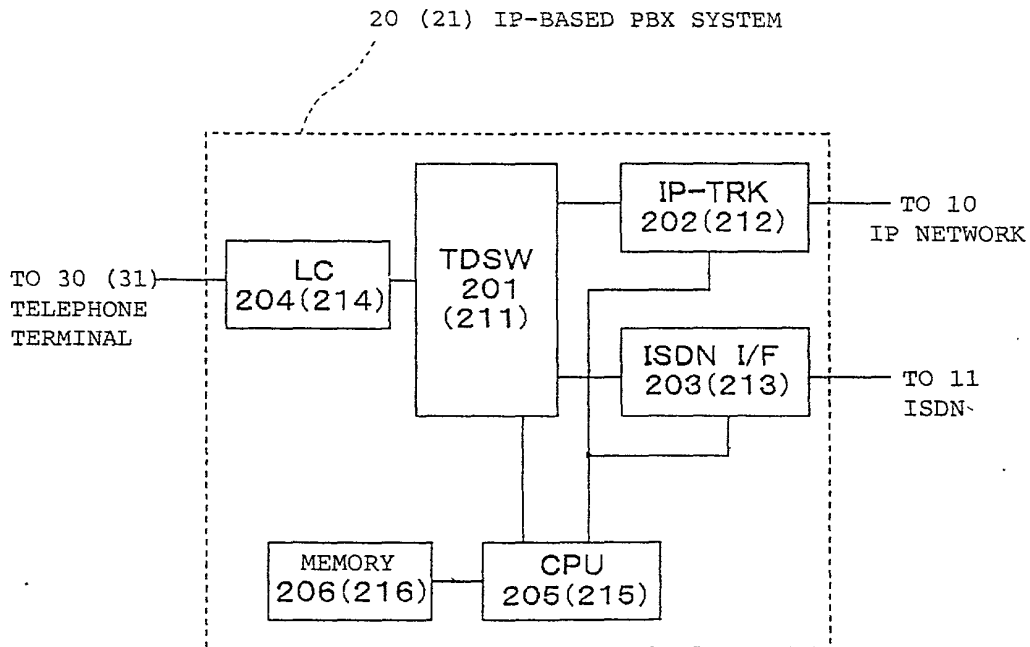 20 (21) IP-BASED PBX SYSTEM
IP-TRK
202(212)
TO 10
IP NETWORK
LC
204(214)
TDSW
201
(211)
TO 30 (31)
TELEPHONE
TERMINAL
ISDN I/F
203(213)
TO 11
ISDN
MEMORY
206(216)
CPU
205(215)